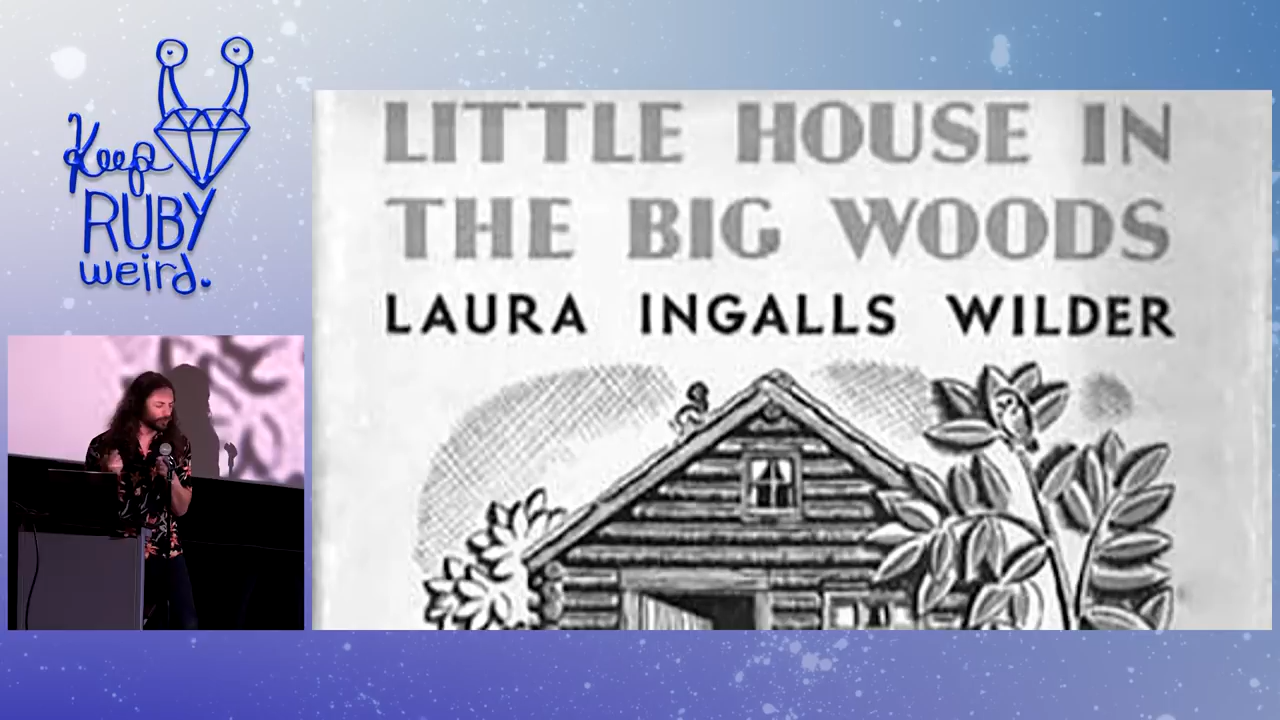 Keep
RUBY
weird.
LITTLE HOUSE IN
THE BIG WOODS
LAURA INGALLS WILDER